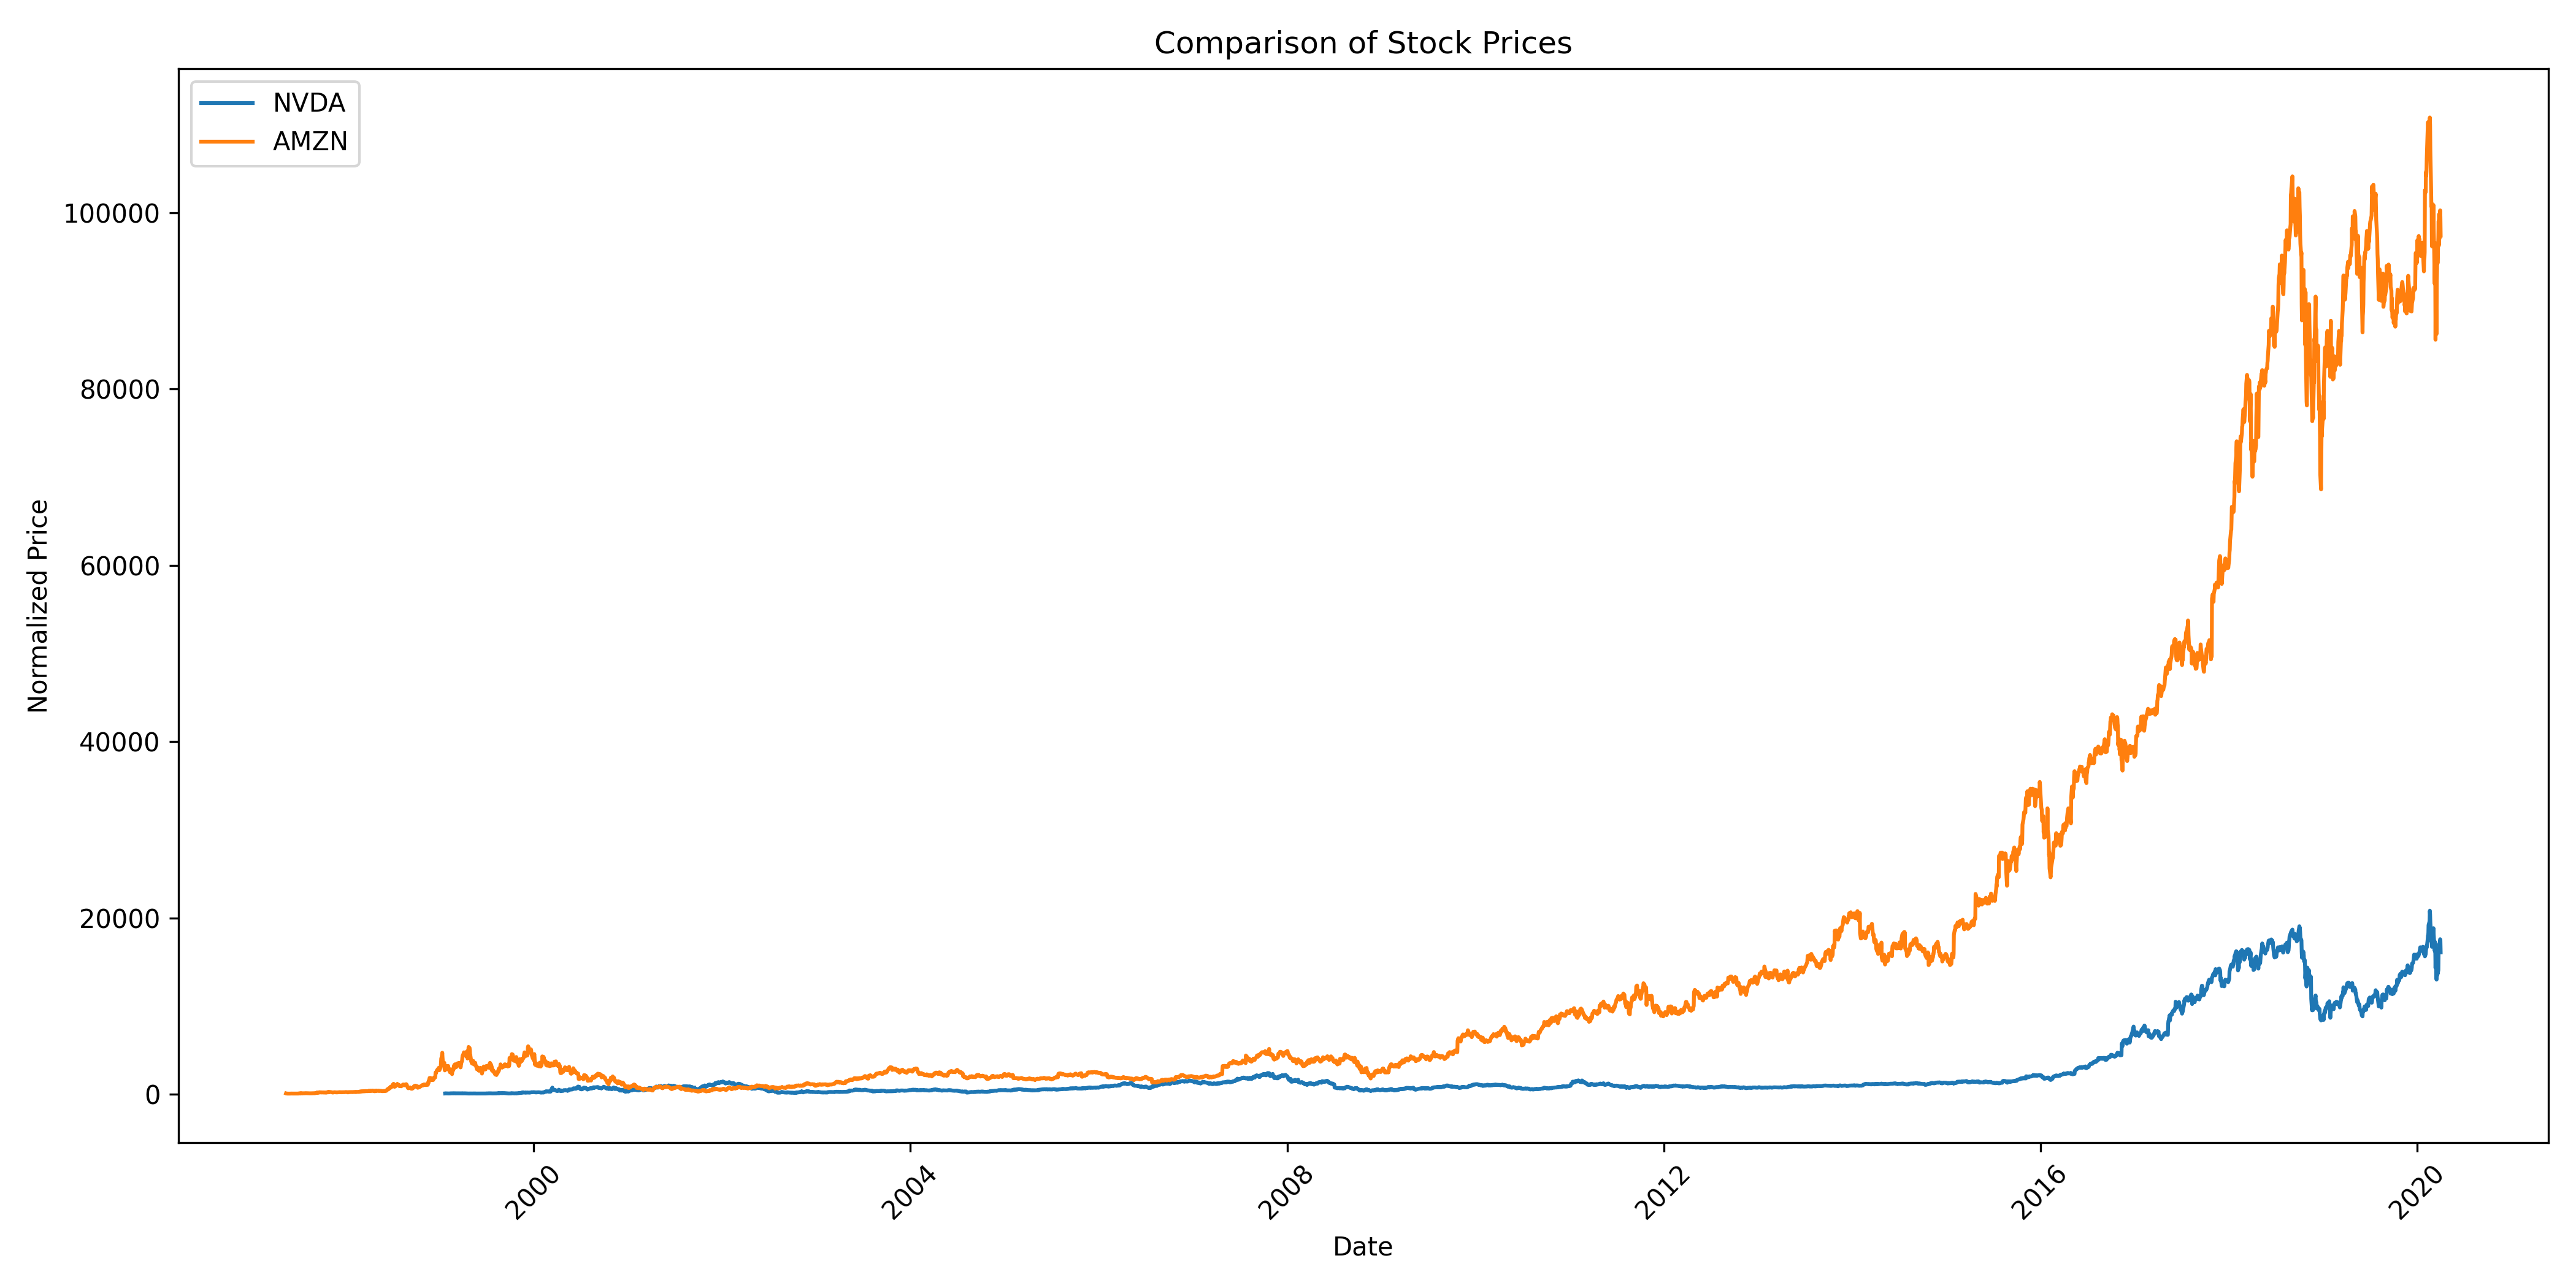 Comparison of Stock Prices
NVDA
AMZN
100000
80000
60000
40000
20000
0
Normalized Price
2000
2004
2008
2012
2016
2020
Date